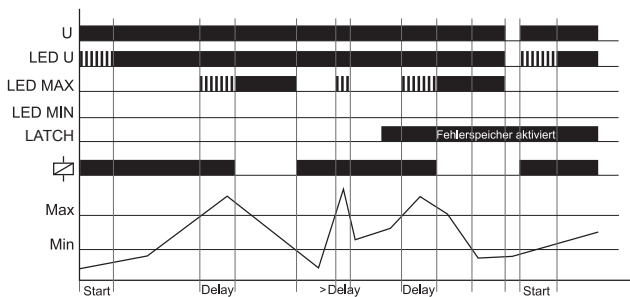 U
LED U
LED MAX
LED MIN
LATCH
Fehlerspeicher aktiviert
Max
Min
Start Delay >Delay Delay Start